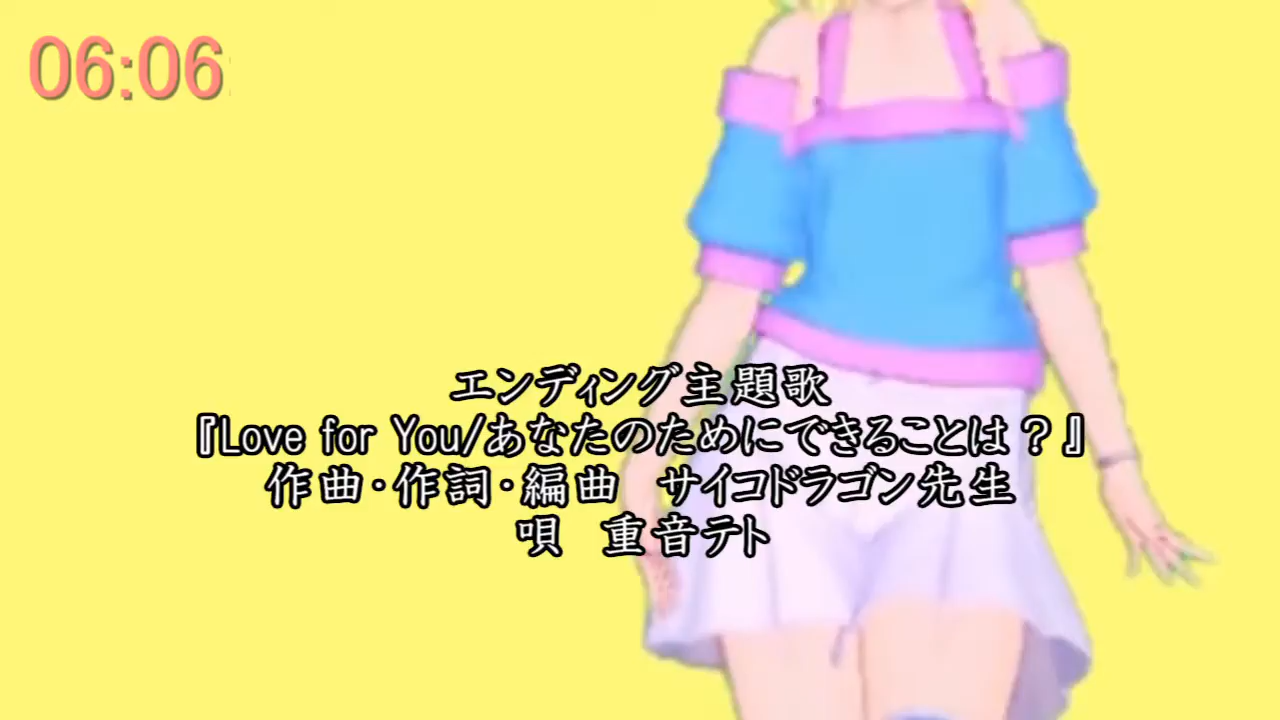 06:06
エンディング主題歌
『Love for You/あなたのためにできることは？』
作曲・作詞・編曲　サイコドラゴン先生
唄　重音テト